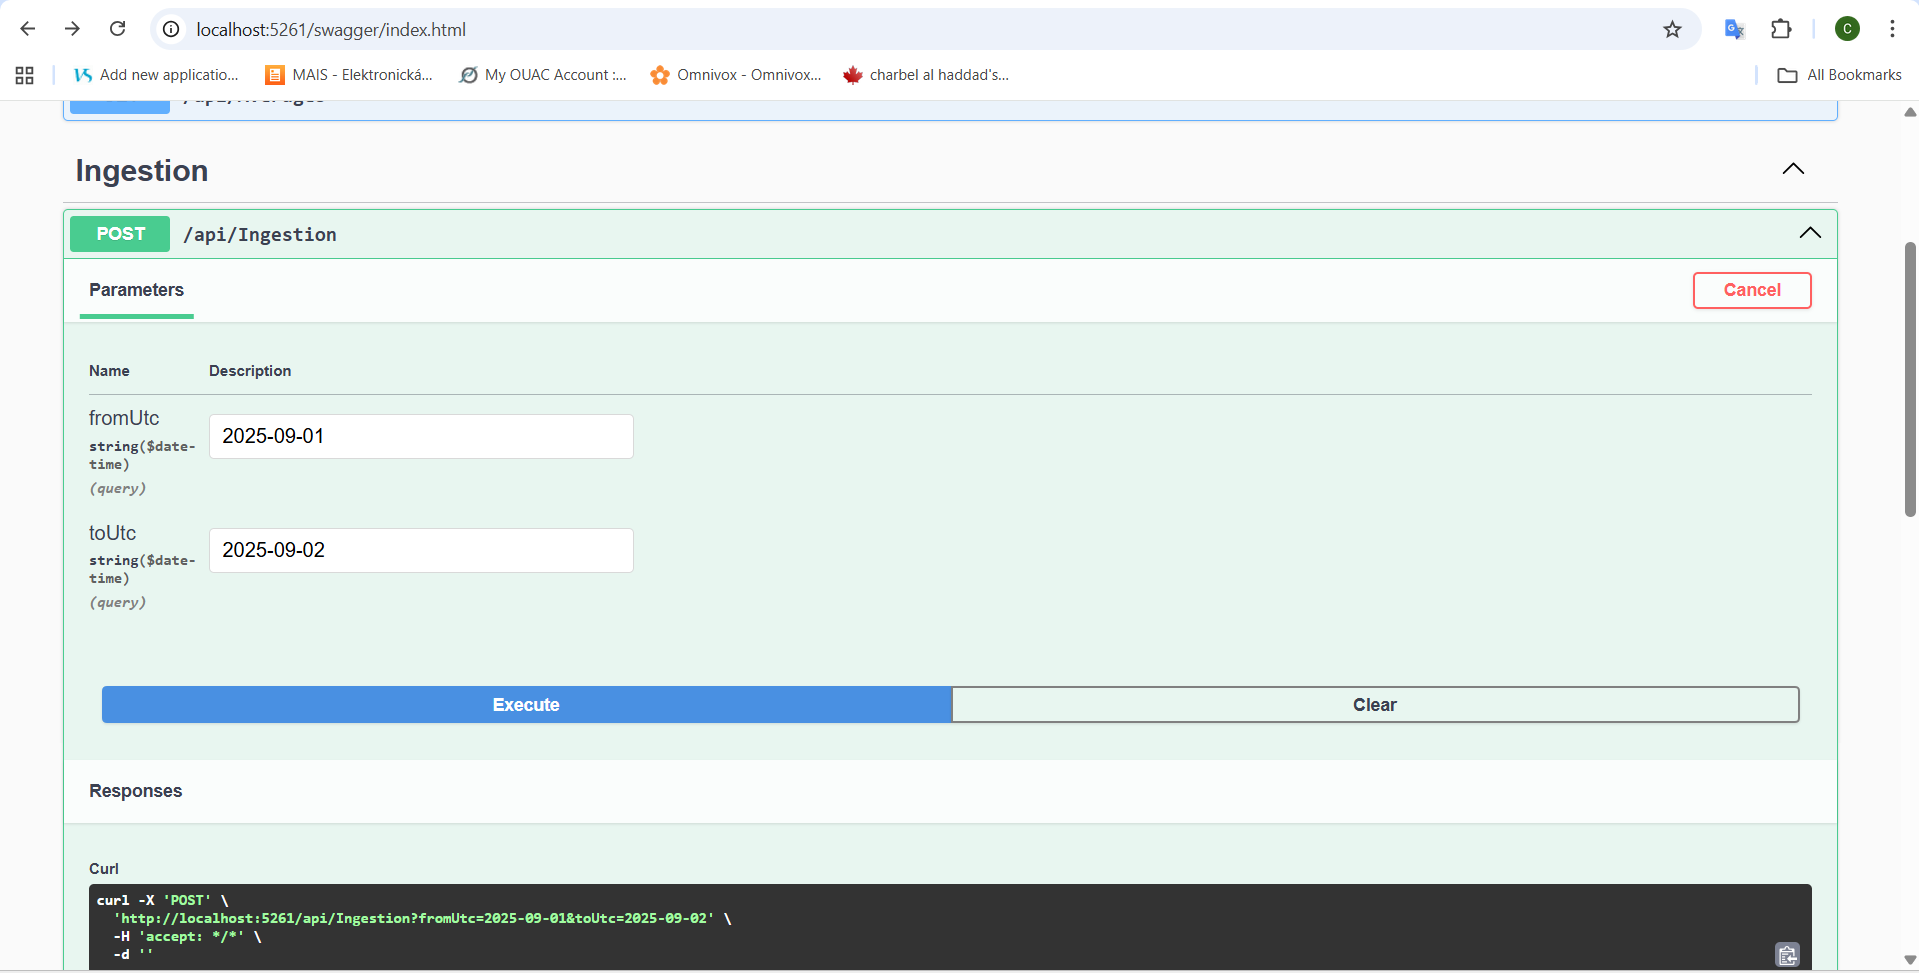 localhost:5261/swagger/index.html
C
Add new applicatio...
MAIS - Elektronická...
My OUAC Account :...
Omnivox - Omnivox...
charbel al haddad's...
All Bookmarks
/api/Averages
Ingestion
POST /api/Ingestion
Parameters
Cancel
Name Description
fromUtc
string($date-
time)
(query)
2025-09-01
toUtc
string($date-
time)
(query)
2025-09-02
Execute
Clear
Responses
Curl
curl -X 'POST' \
'http://localhost:5261/api/Ingestion?fromUtc=2025-09-01&toUtc=2025-09-02' \
-H 'accept: */*' \
-d ''